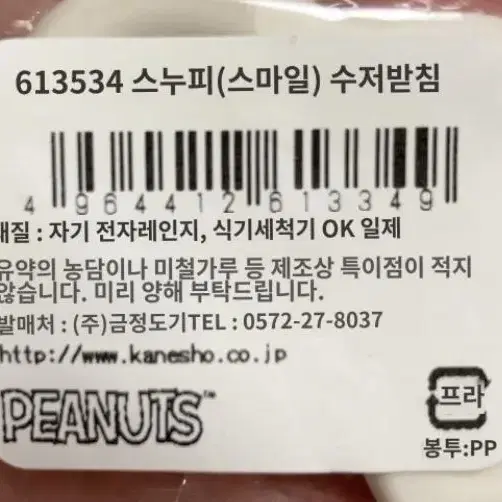 613534 스누피(스마일) 수저받침
4 964412 613349
재질 : 자기 전자레인지, 식기세척기 OK 일제
유약의 농담이나 미철가루 등 제조상 특이점이 적지
않습니다. 미리 양해 부탁드립니다.
발매처 : (주)금정도기TEL : 0572-27-8037
http://www.kanesho.co.jp
PEANUTS™
프라
봉투:PP